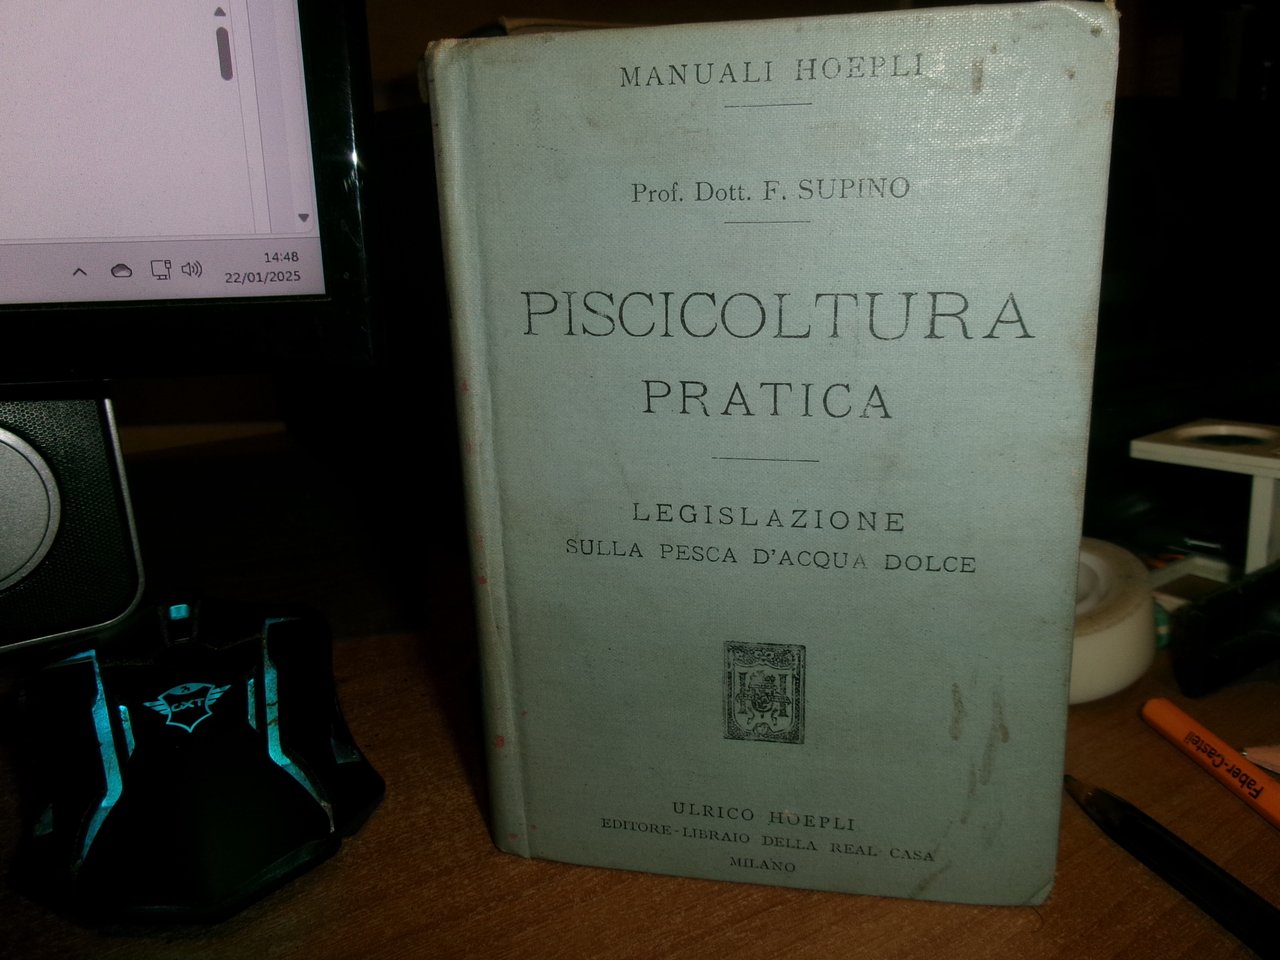 14:48
22/01/2025
GXT
MANUALI HOEPLI
Prof. Dott. F. SUPINO
PISCICOLTURA
PRATICA
LEGISLAZIONE
SULLA PESCA D'ACQUA DOLCE
ULRICO HOEPLI
EDITORE-LIBRAIO DELLA REAL CASA
MILANO
Faber-Castell